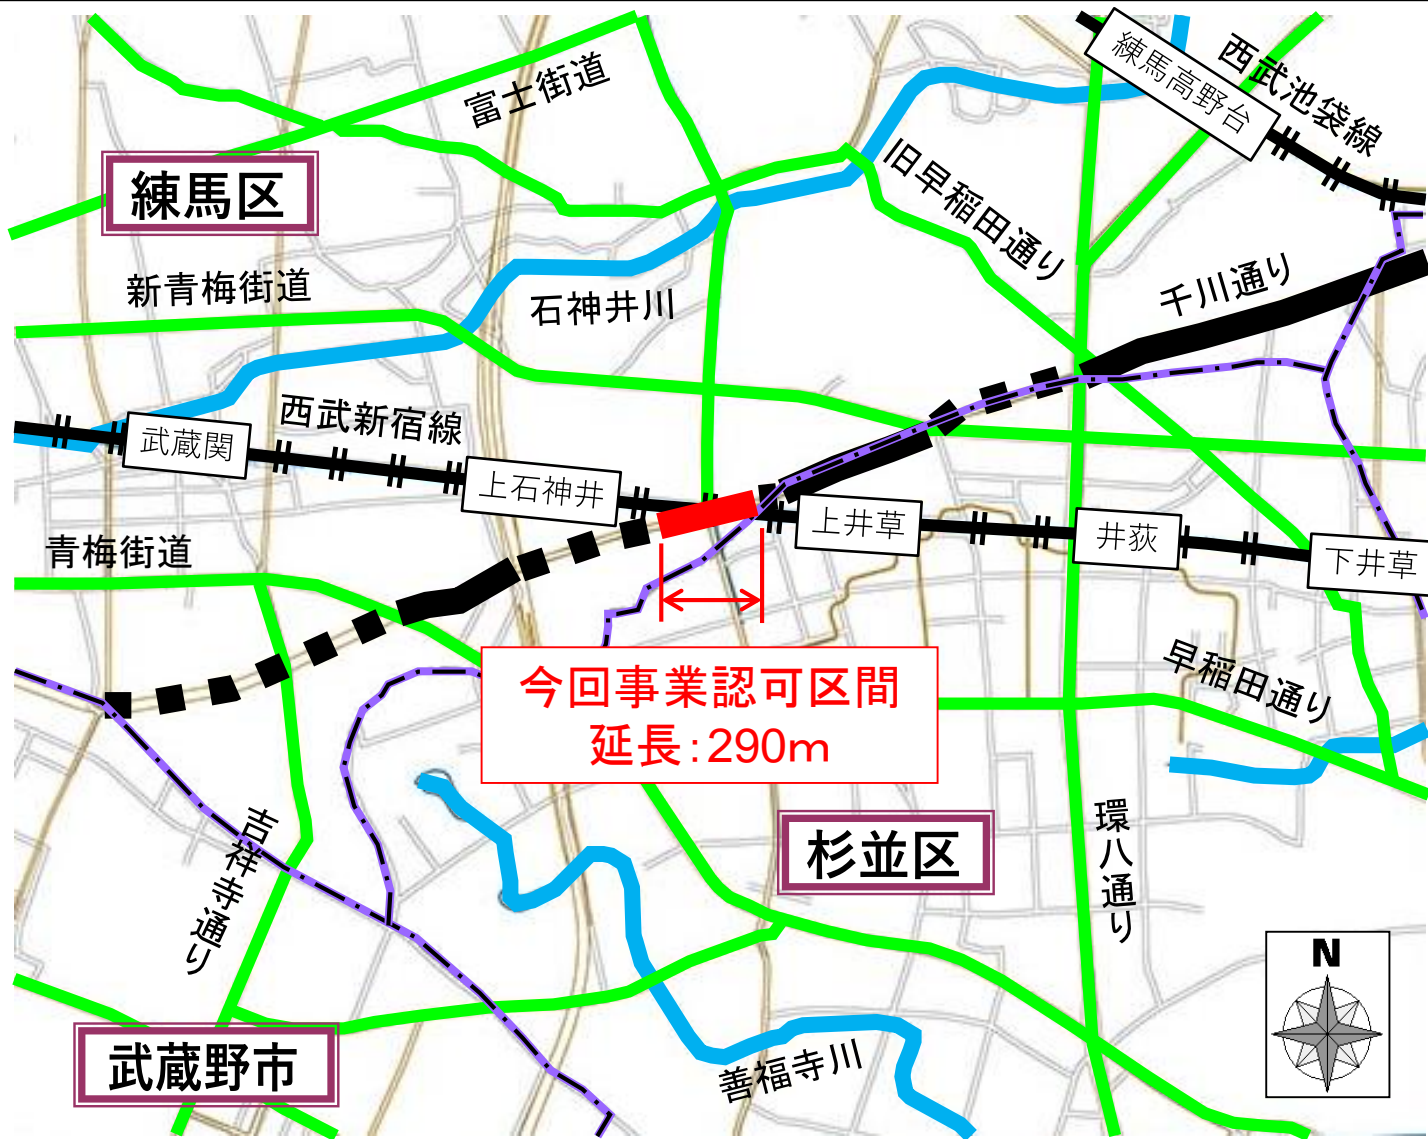 富士街道
練馬高野台
西武池袋線
練馬区
旧早稲田通り
新青梅街道
石神井川
千川通り
武蔵関
西武新宿線
上石神井
上井草
井荻
下井草
青梅街道
今回事業認可区間
延長:290m
早稲田通り
吉祥寺通り
杉並区
環八通り
N
武蔵野市
善福寺川